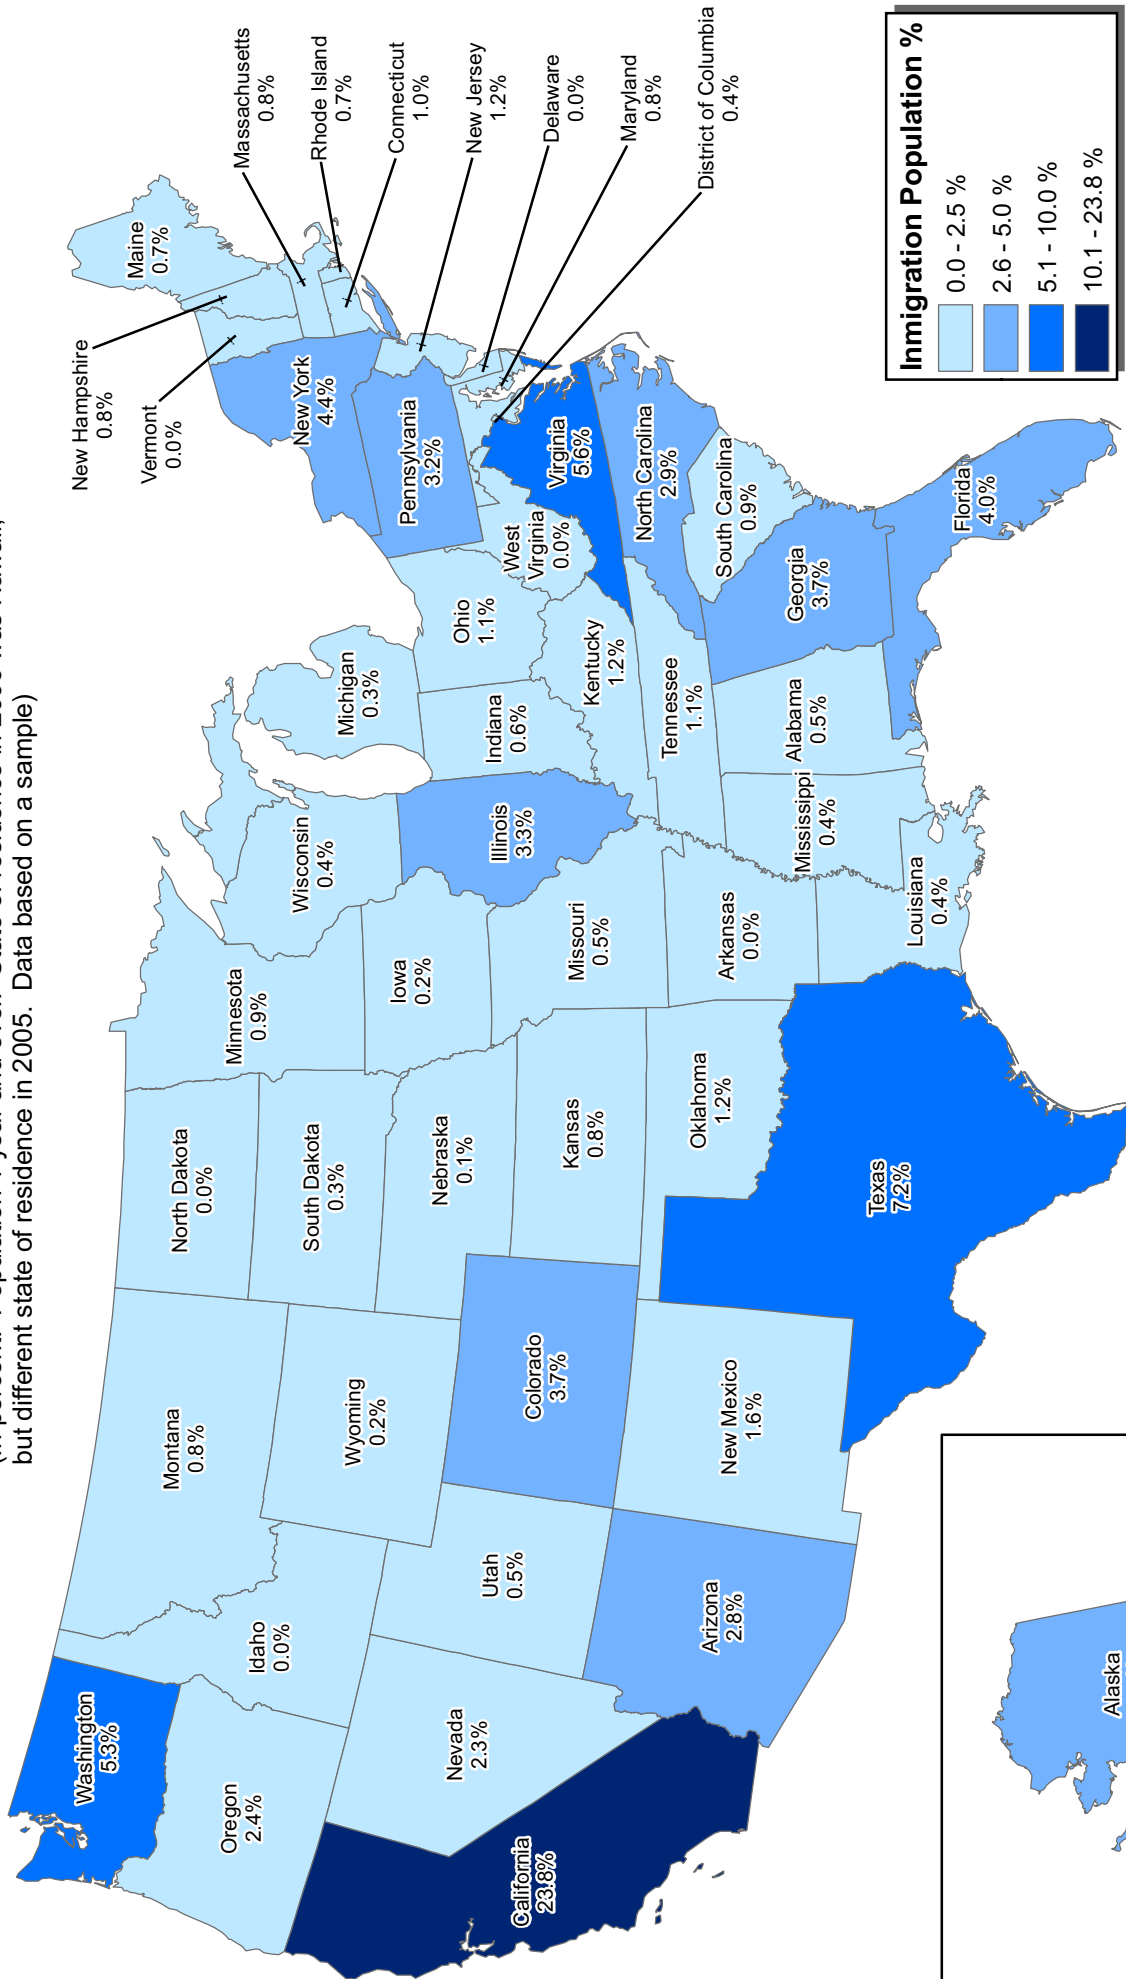 but different state of residence in 2005.  Data based on a sample)
Washington
5.3%
Oregon
2.4%
California
23.8%
Nevada
2.3%
Idaho
0.0%
Montana
0.8%
Wyoming
0.2%
Utah
0.5%
Arizona
2.8%
Colorado
3.7%
New Mexico
1.6%
North Dakota
0.0%
South Dakota
0.3%
Nebraska
0.1%
Kansas
0.8%
Oklahoma
1.2%
Texas
7.2%
Minnesota
0.9%
Iowa
0.2%
Missouri
0.5%
Arkansas
0.0%
Louisiana
0.4%
Wisconsin
0.4%
Illinois
3.3%
Michigan
0.3%
Indiana
0.6%
Ohio
1.1%
Kentucky
1.2%
Tennessee
1.1%
Mississippi
0.4%
Alabama
0.5%
Georgia
3.7%
Florida
4.0%
South Carolina
0.9%
North Carolina
2.9%
Virginia
5.6%
West
Virginia
0.0%
Pennsylvania
3.2%
New York
4.4%
Vermont
0.0%
New Hampshire
0.8%
Maine
0.7%
Massachusetts
0.8%
Rhode Island
0.7%
Connecticut
1.0%
New Jersey
1.2%
Delaware
0.0%
Maryland
0.8%
District of Columbia
0.4%
Alaska
Inmigration Population %
0.0 - 2.5 %
2.6 - 5.0 %
5.1 - 10.0 %
10.1 - 23.8 %